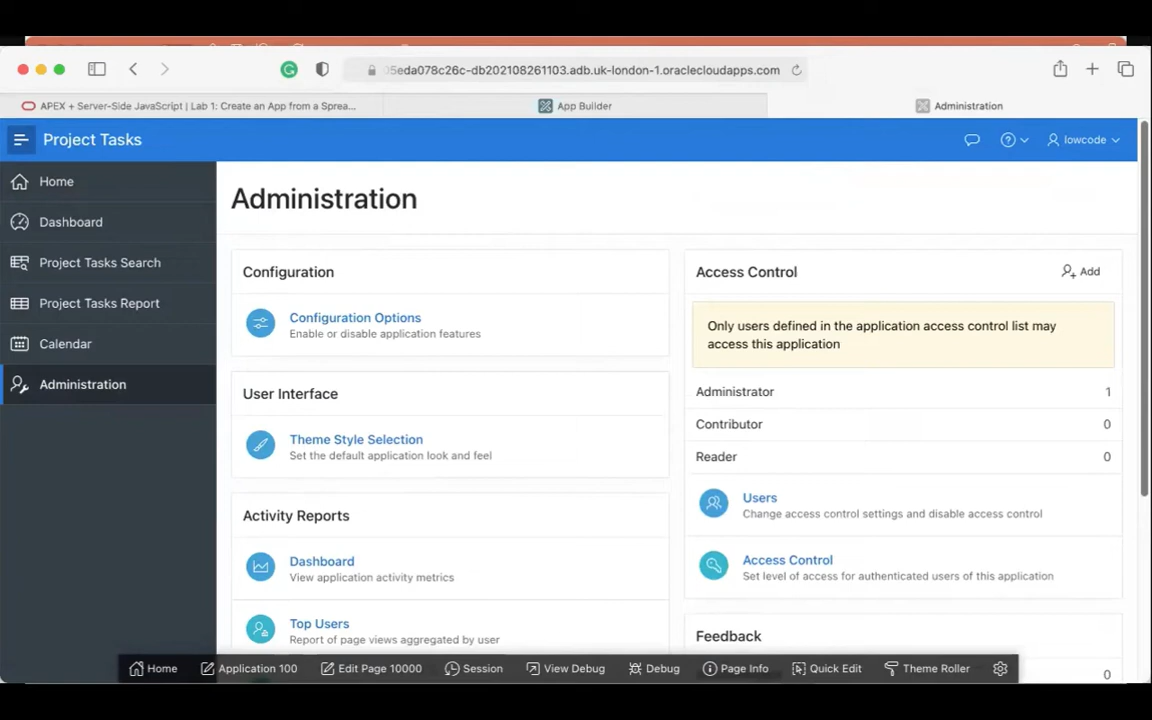 05eda078c26c-db202108261103.adb.uk-london-1.oraclecloudapps.com
APEX + Server-Side JavaScript | Lab 1: Create an App from a Sprea...
App Builder
Administration
Project Tasks
lowcode
Home
Dashboard
Project Tasks Search
Project Tasks Report
Calendar
Administration
Administration
Configuration
Configuration Options
Enable or disable application features
User Interface
Theme Style Selection
Set the default application look and feel
Activity Reports
Dashboard
View application activity metrics
Top Users
Report of page views aggregated by user
Access Control
Add
Only users defined in the application access control list may
access this application
Administrator 1
Contributor 0
Reader 0
Users
Change access control settings and disable access control
Access Control
Set level of access for authenticated users of this application
Feedback
0
Home Application 100 Edit Page 10000 Session View Debug Debug Page Info Quick Edit Theme Roller